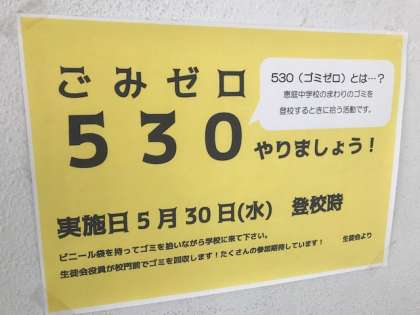 ごみゼロ
530
やりましょう！
530（ゴミゼロ）とは…？
恵庭中学校のまわりのゴミを
登校するときに拾う活動です。
実施日5月30日(水)　登校時
ビニール袋を持ってゴミを拾いながら学校に来て下さい。
生徒会役員が校門前でゴミを回収します！たくさんの参加期待しています！
生徒会より